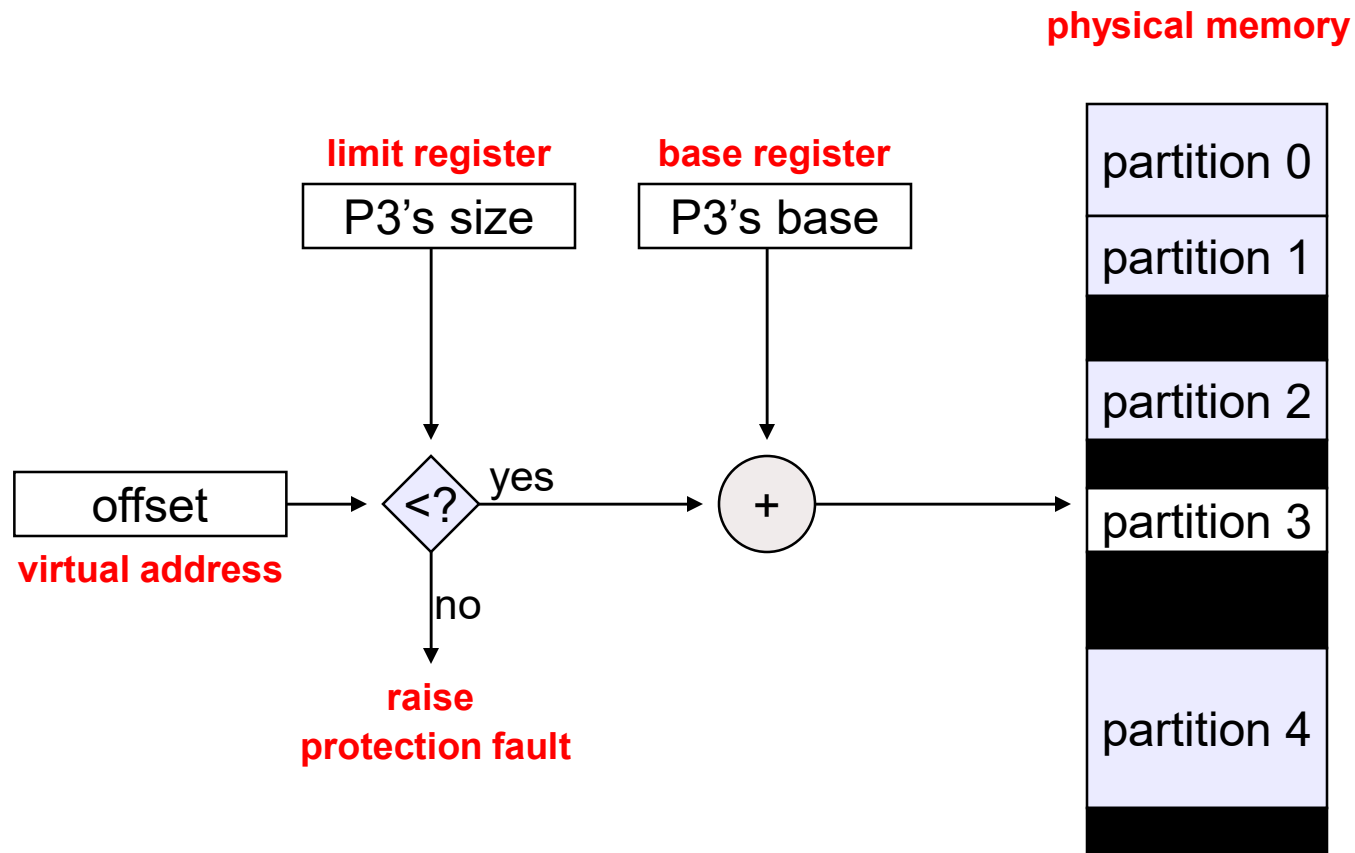 physical memory
limit register
base register
P3’s size
P3’s base
partition 0
partition 1
partition 2
offset
<?
yes
+
partition 3
virtual address
no
raise
protection fault
partition 4